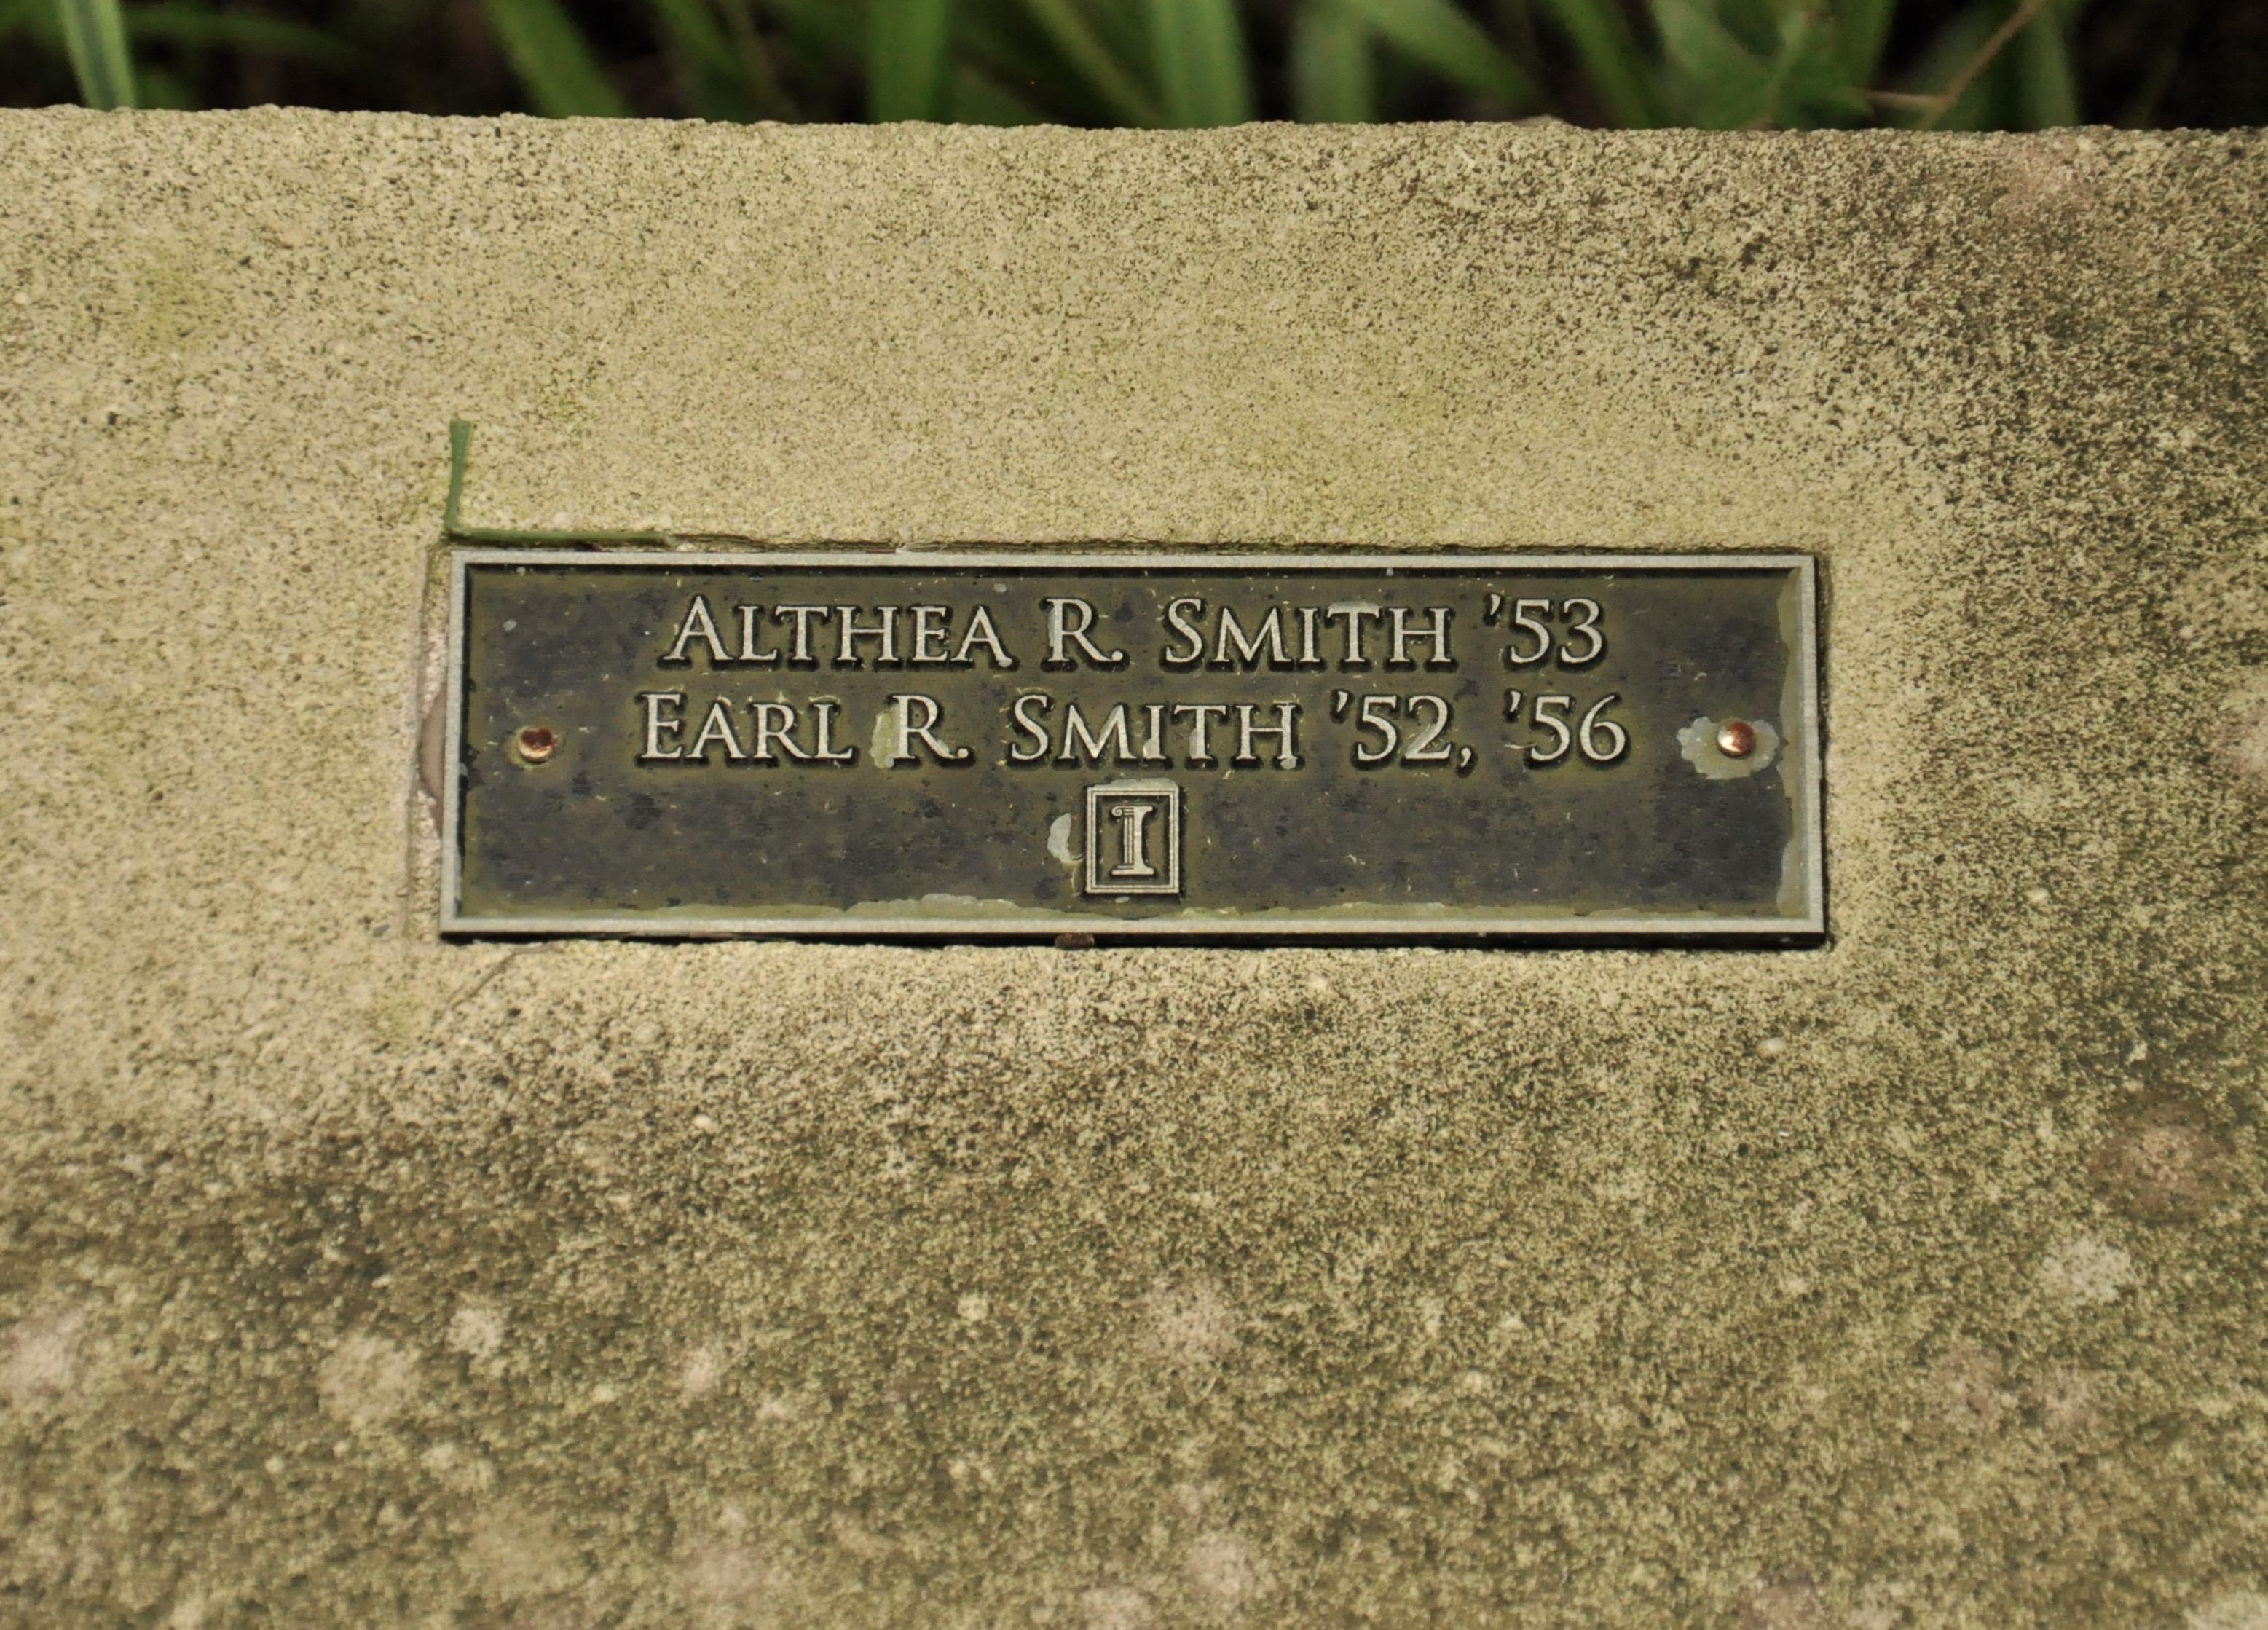 ALTHEA R. SMITH '53
EARL R. SMITH '52, '56
I